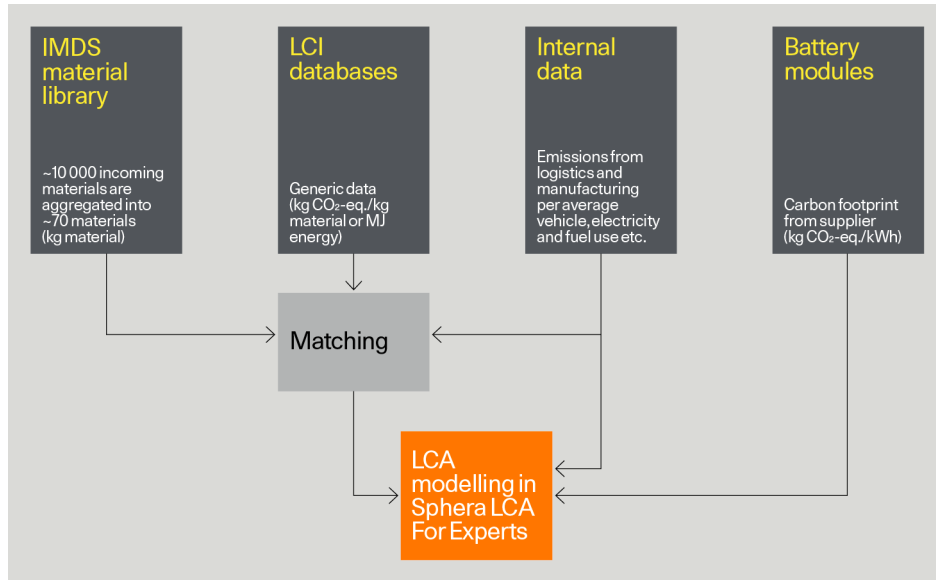 IMDS
material
library
~10 000 incoming
materials are
aggregated into
~70 materials
(kg material)
LCI
databases
Generic data
(kg CO₂-eq./kg
material or MJ
energy)
Internal
data
Emissions from
logistics and
manufacturing
per average
vehicle, electricity
and fuel use etc.
Battery
modules
Carbon footprint
from supplier
(kg CO₂-eq./kWh)
Matching
LCA
modelling in
Sphera LCA
For Experts